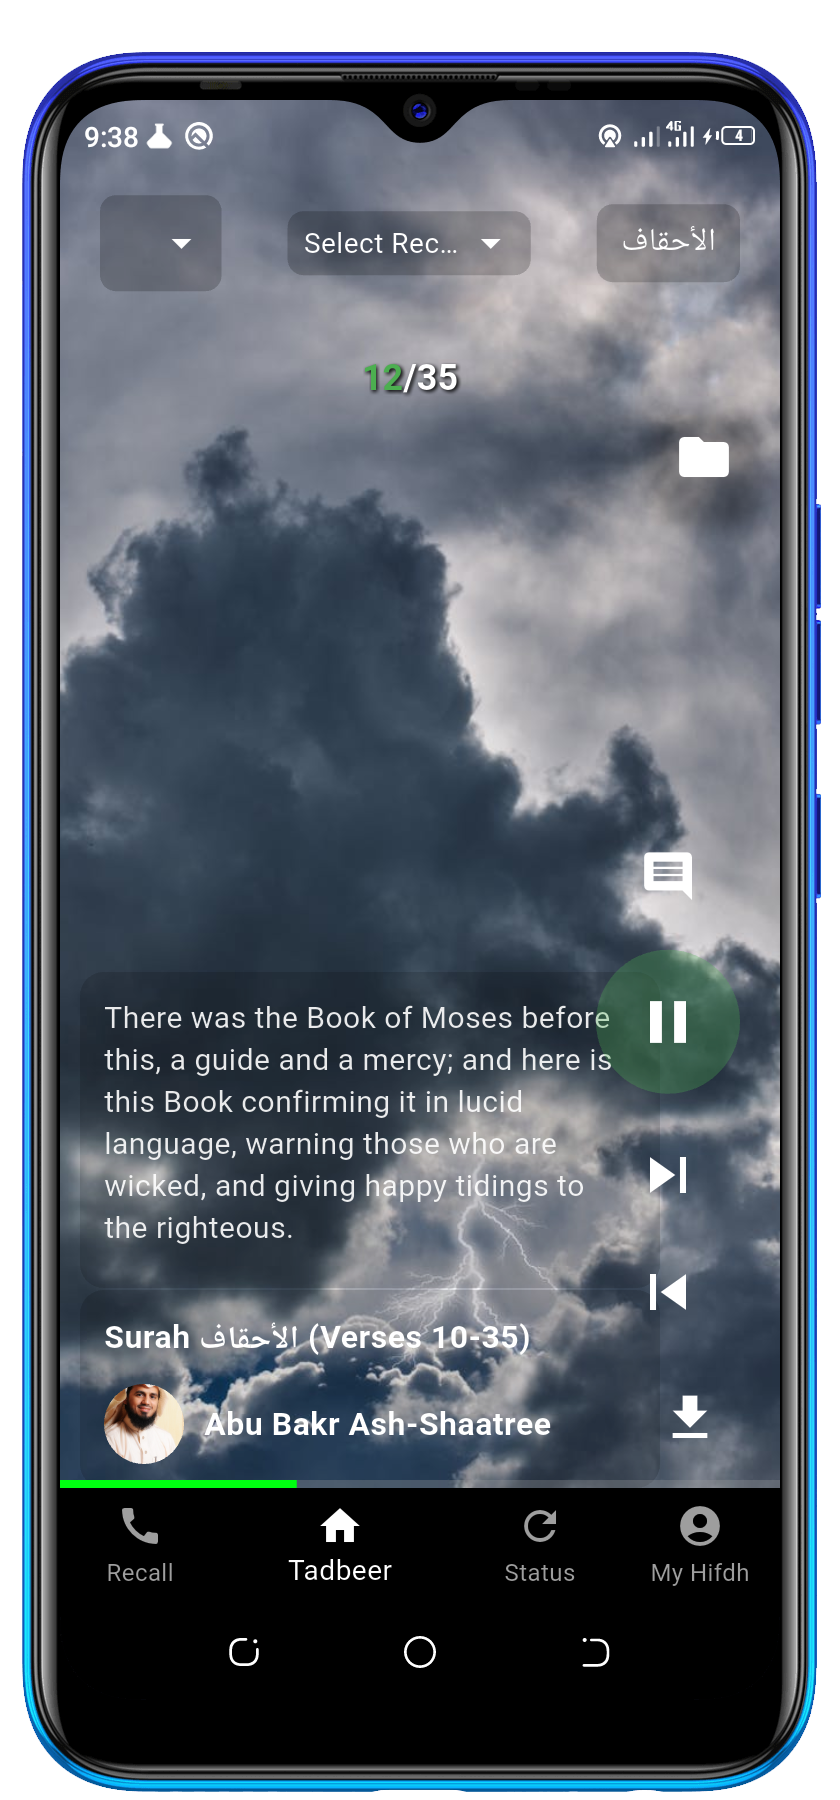 9:38
4G
4
Select Rec...
الأحقاف
12/35
There was the Book of Moses before
this, a guide and a mercy; and here is
this Book confirming it in lucid
language, warning those who are
wicked, and giving happy tidings to
the righteous.
Surah الأحقاف (Verses 10-35)
Abu Bakr Ash-Shaatree
Recall
Tadbeer
Status
My Hifdh